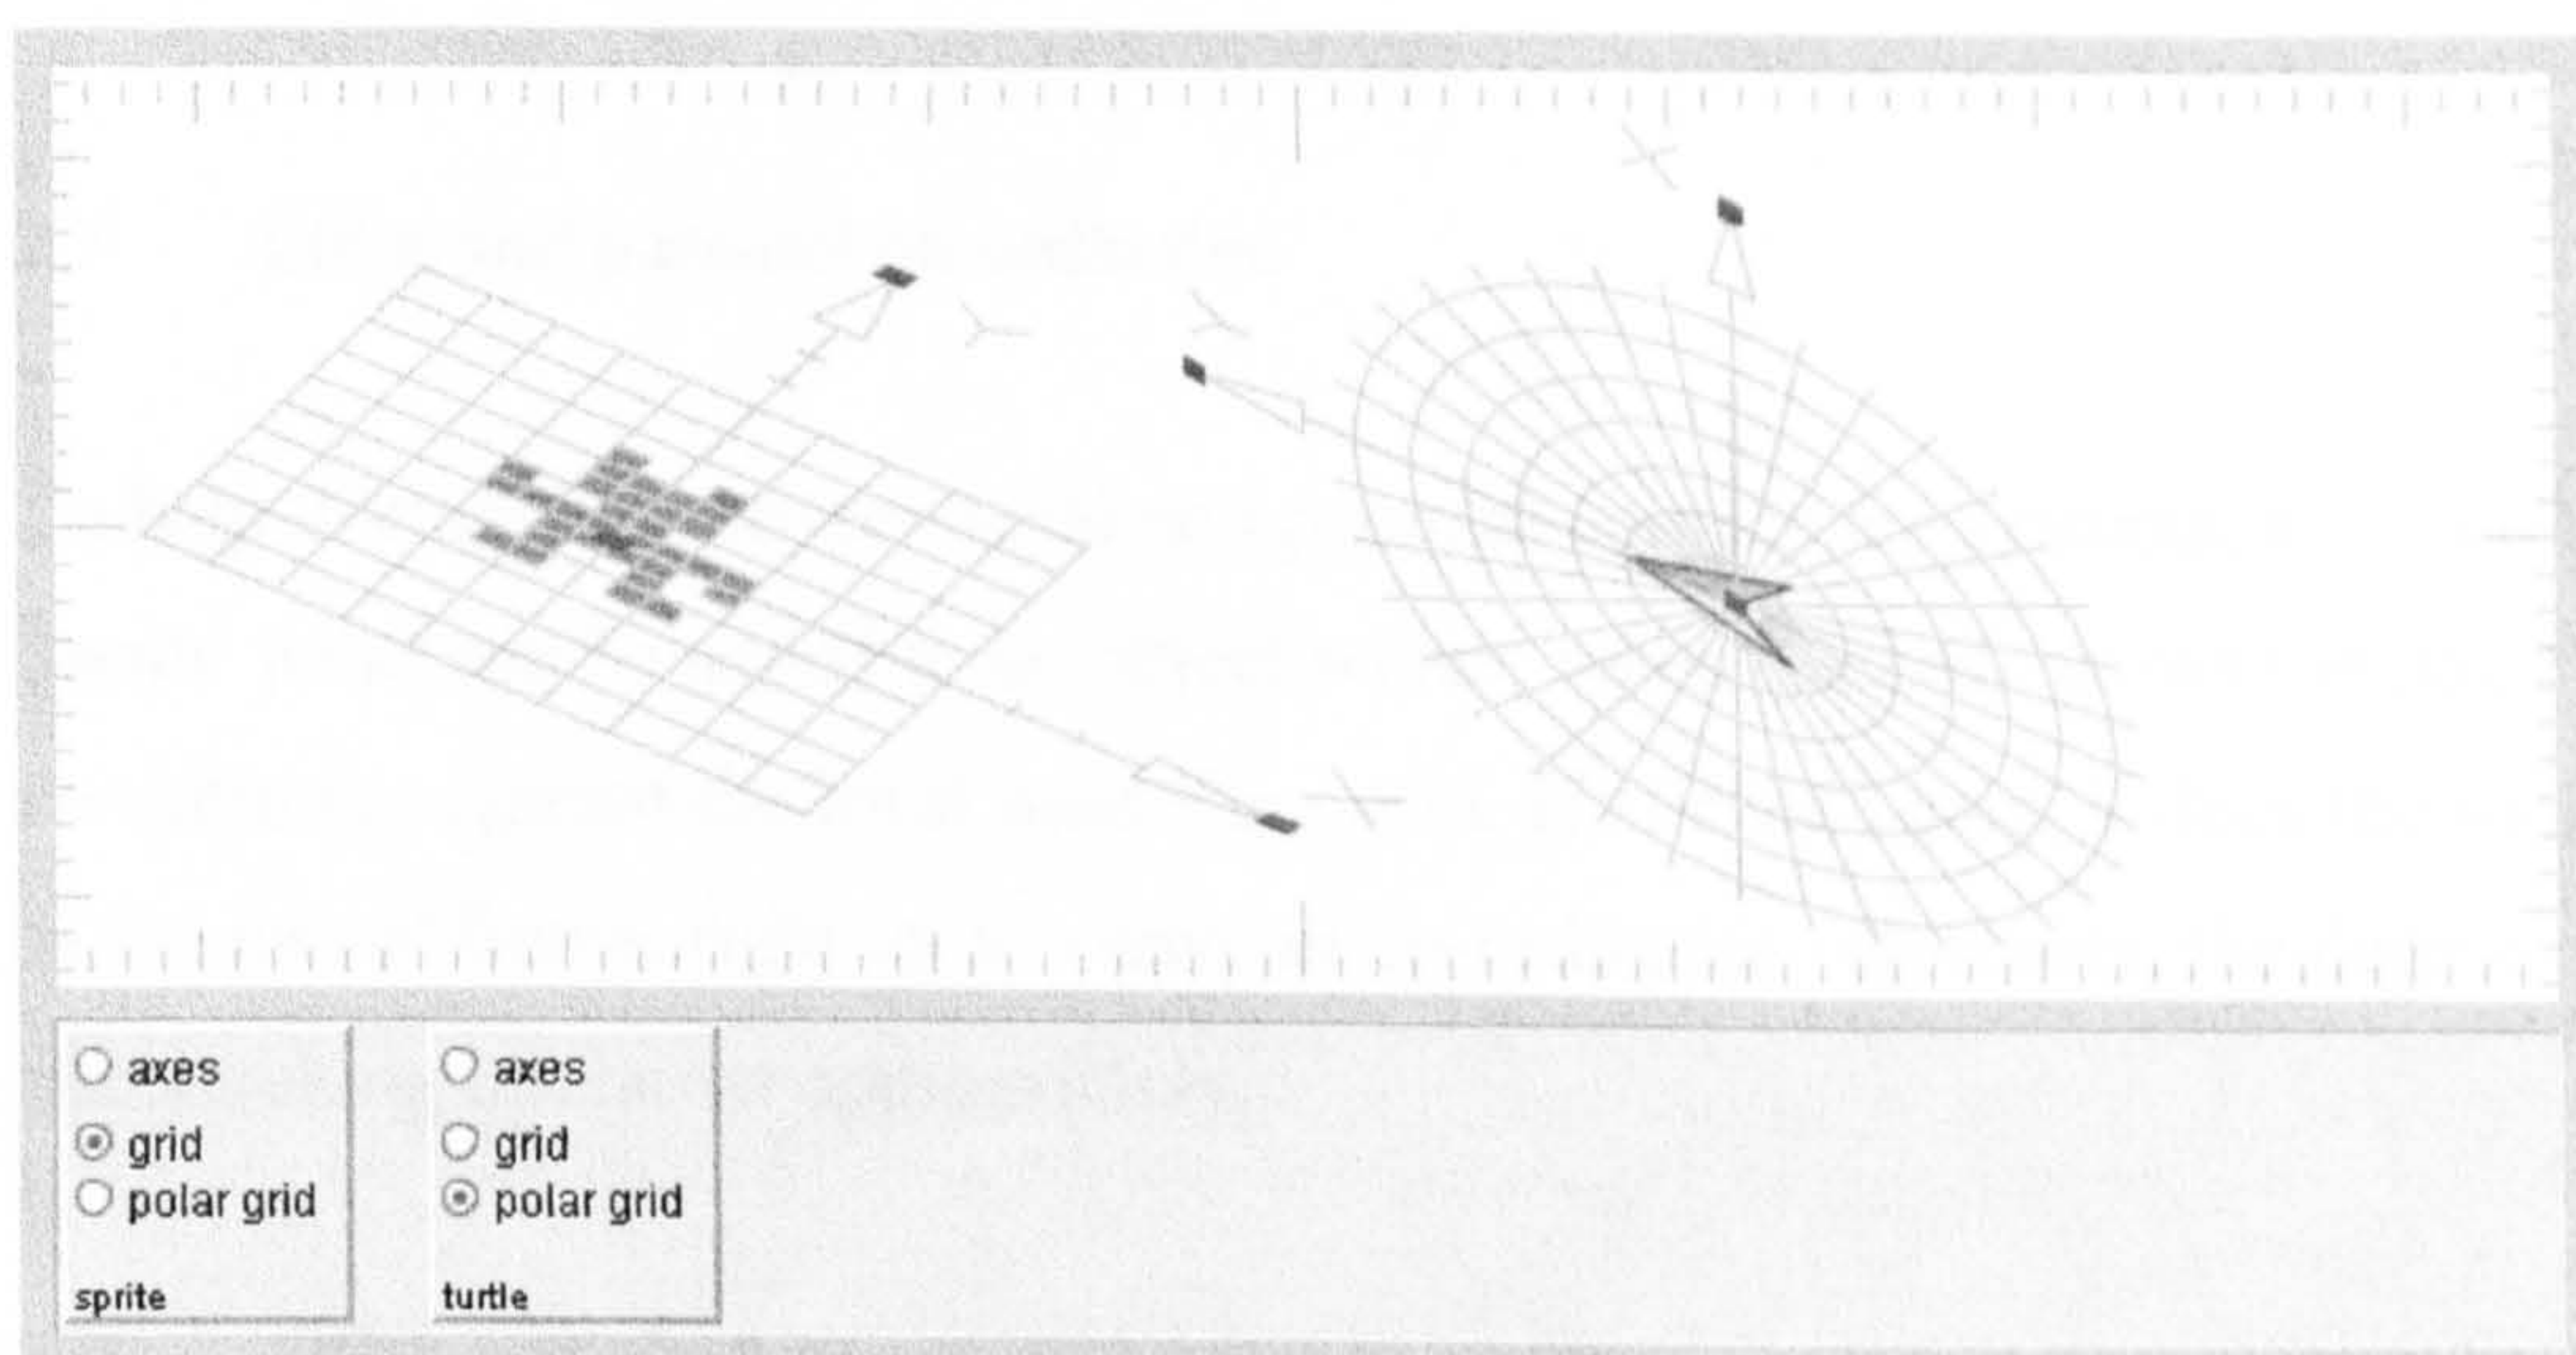 Y
X
Y
X
axes
grid
polar grid
sprite
axes
grid
polar grid
turtle